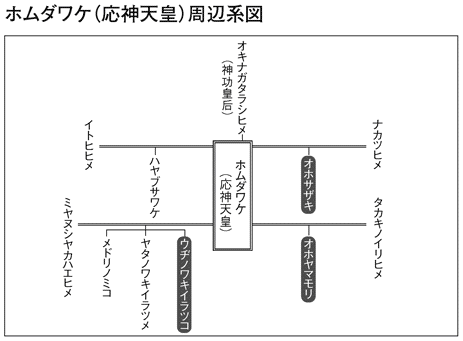 ホムダワケ（応神天皇）周辺系図
オキナガタラシヒメ
（神功皇后）
ナカツヒメ
オホサザキ
ホムダワケ
（応神天皇）
ハヤブサワケ
イトヒヒメ
タカキノイリヒメ
オホヤマモリ
ウヂノワキイラツコ
ヤタノワキイラツメ
メドリノミコ
ミヤヌシヤカハエヒメ